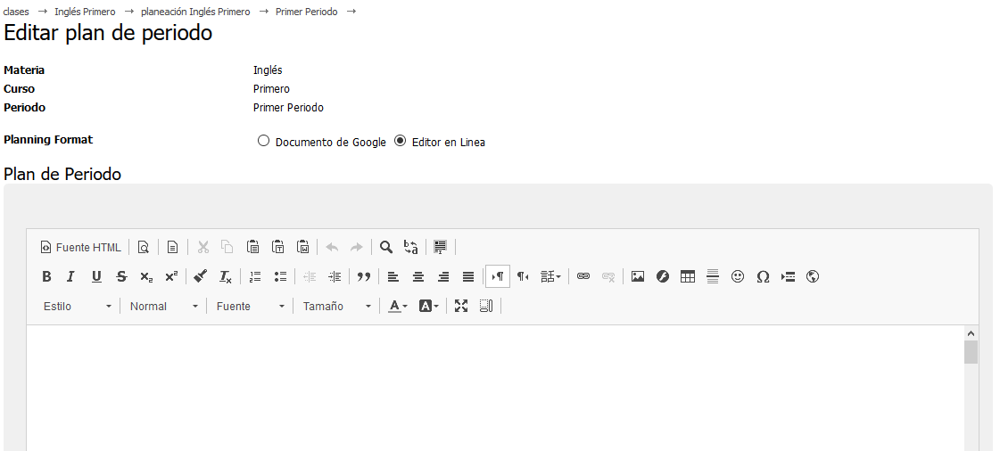 clases → Inglés Primero → planeación Inglés Primero → Primer Periodo →
Editar plan de periodo
Materia Inglés
Curso Primero
Periodo Primer Periodo
Planning Format Documento de Google Editor en Linea
Plan de Periodo
Fuente HTML
Estilo Normal Fuente Tamaño